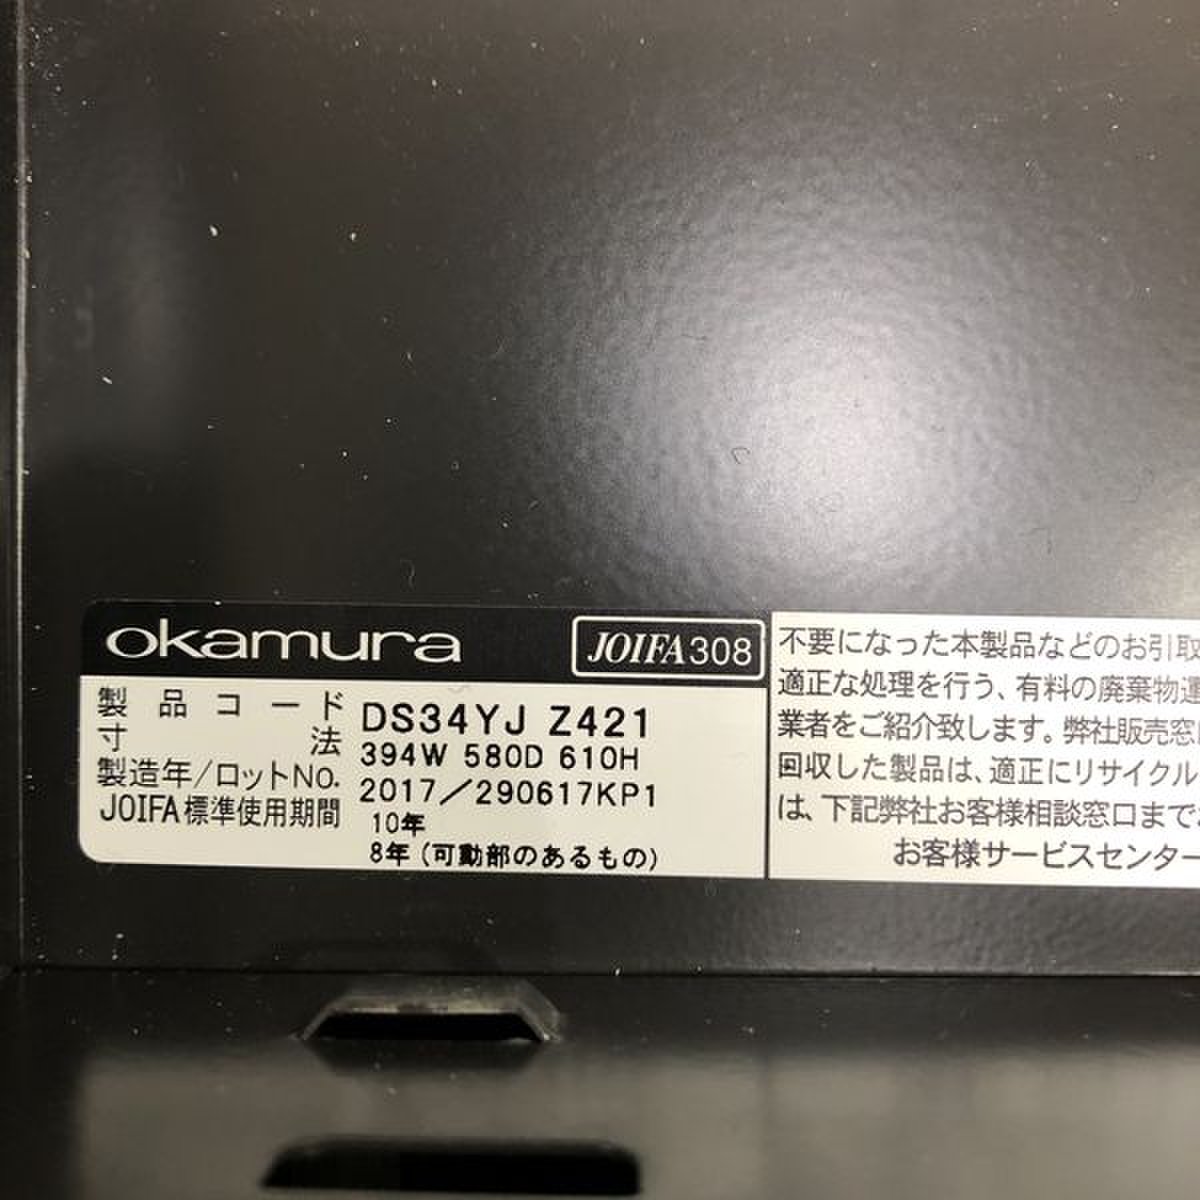 okamura
JOIFA308
製品コード DS34YJ Z421
寸法 394W 580D 610H
製造年/ロットNo. 2017/290617KP1
JOIFA標準使用期間 10年
8年(可動部のあるもの)
不要になった本製品などのお引取
適正な処理を行う、有料の廃棄物運
業者をご紹介致します。弊社販売窓口
回収した製品は、適正にリサイクル
は、下記弊社お客様相談窓口まで
お客様サービスセンター